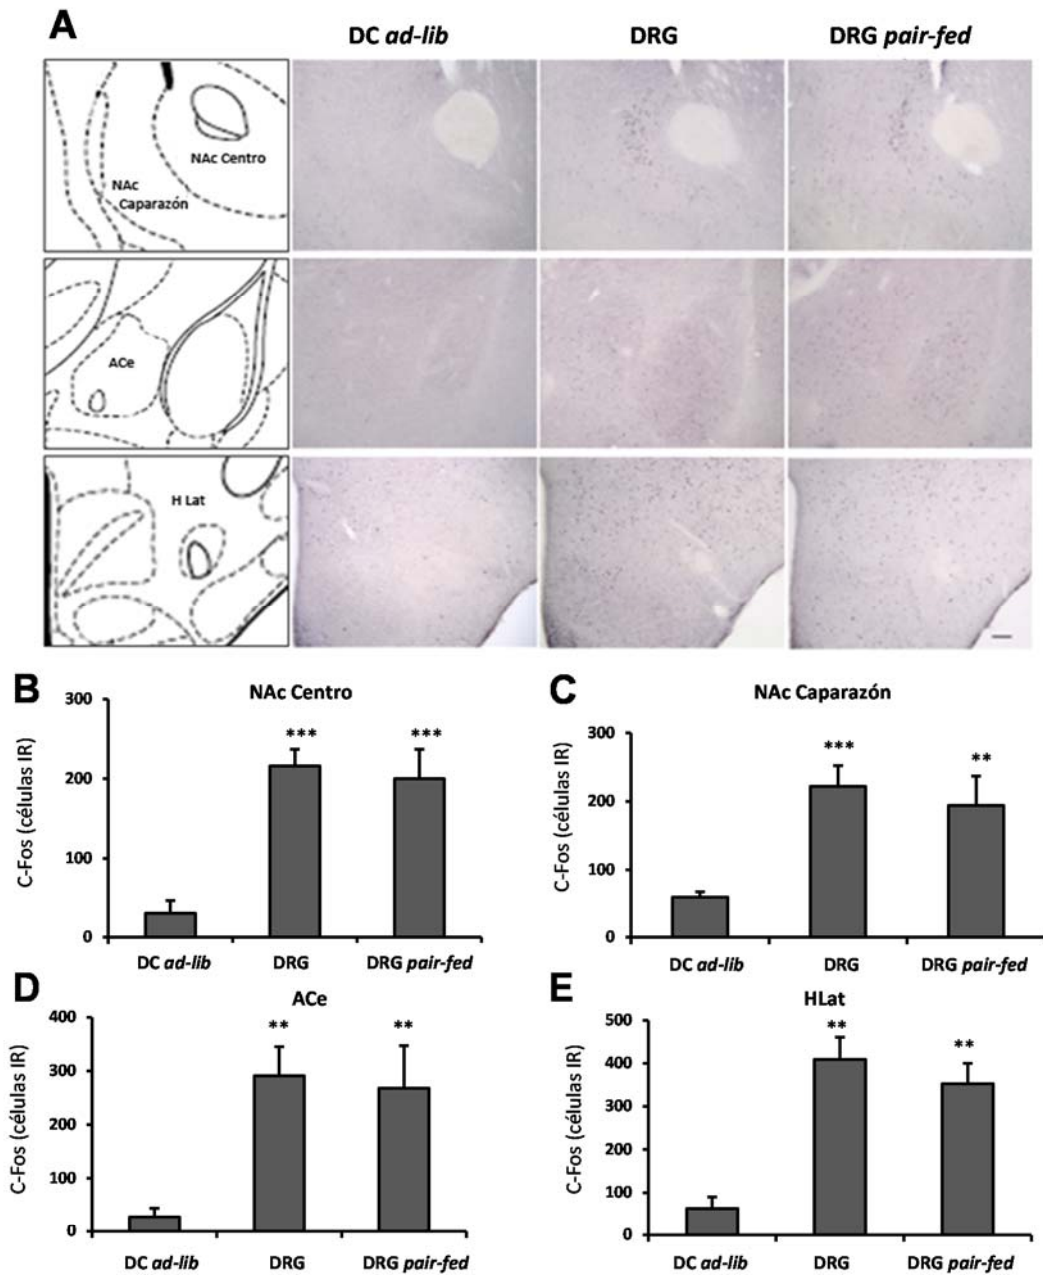 A
DC ad-lib DRG DRG pair-fed
NAc Centro
NAc
Caparazón
ACe
H Lat
B
NAc Centro
C-Fos (células IR)
300
200
100
0
***
***
DC ad-lib DRG DRG pair-fed
C
NAc Caparazón
C-Fos (células IR)
300
200
100
0
***
**
DC ad-lib DRG DRG pair-fed
D
ACe
C-Fos (células IR)
400
300
200
100
0
**
**
DC ad-lib DRG DRG pair-fed
E
HLat
C-Fos (células IR)
500
400
300
200
100
0
**
**
DC ad-lib DRG DRG pair-fed